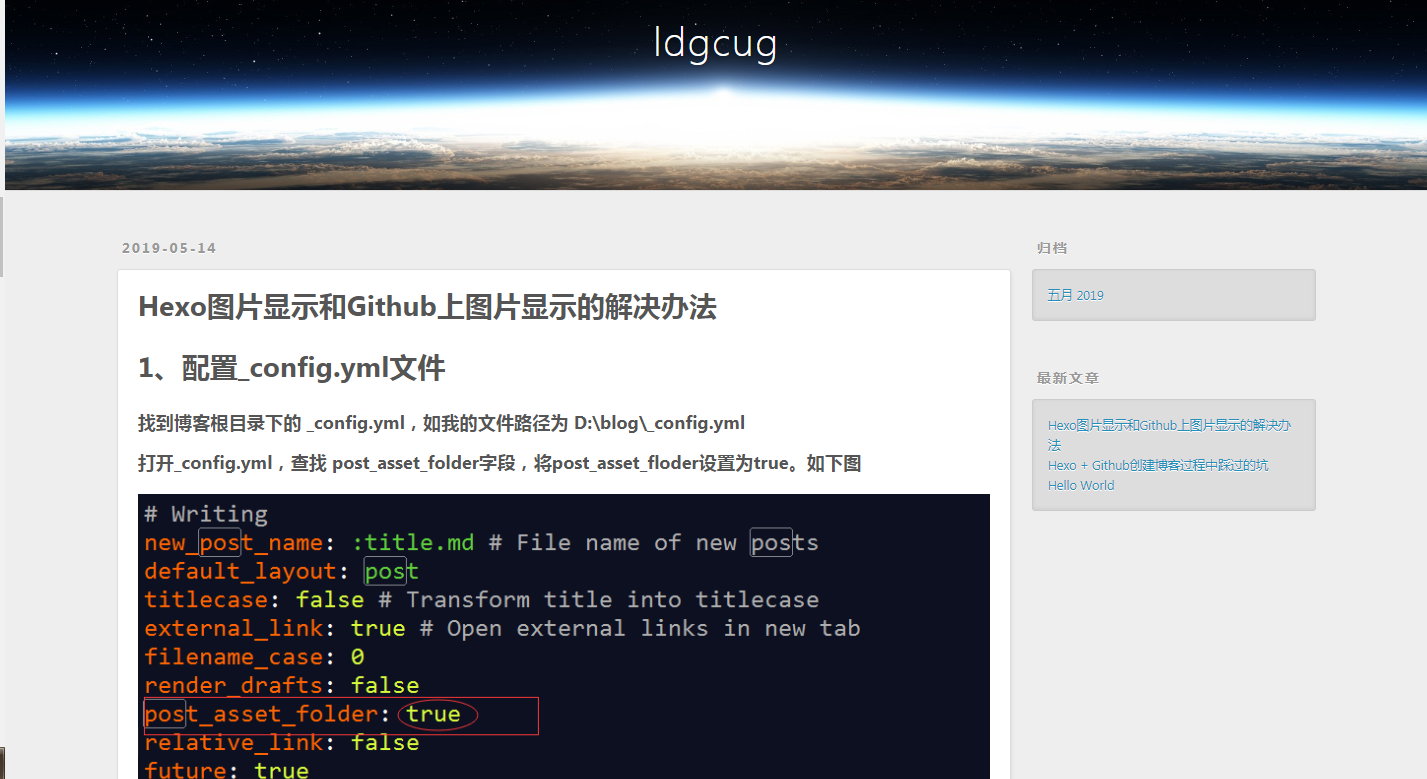 ldgcug
2019-05-14
Hexo图片显示和Github上图片显示的解决办法
1、配置_config.yml文件
找到博客根目录下的 _config.yml，如我的文件路径为 D:\blog\_config.yml
打开_config.yml，查找 post_asset_folder字段，将post_asset_floder设置为true。如下图
# Writing
new_post_name: :title.md # File name of new posts
default_layout: post
titlecase: false # Transform title into titlecase
external_link: true # Open external links in new tab
filename_case: 0
render_drafts: false
post_asset_folder: true
relative_link: false
future: true
归档
五月 2019
最新文章
Hexo图片显示和Github上图片显示的解决办
法
Hexo + Github创建博客过程中踩过的坑
Hello World